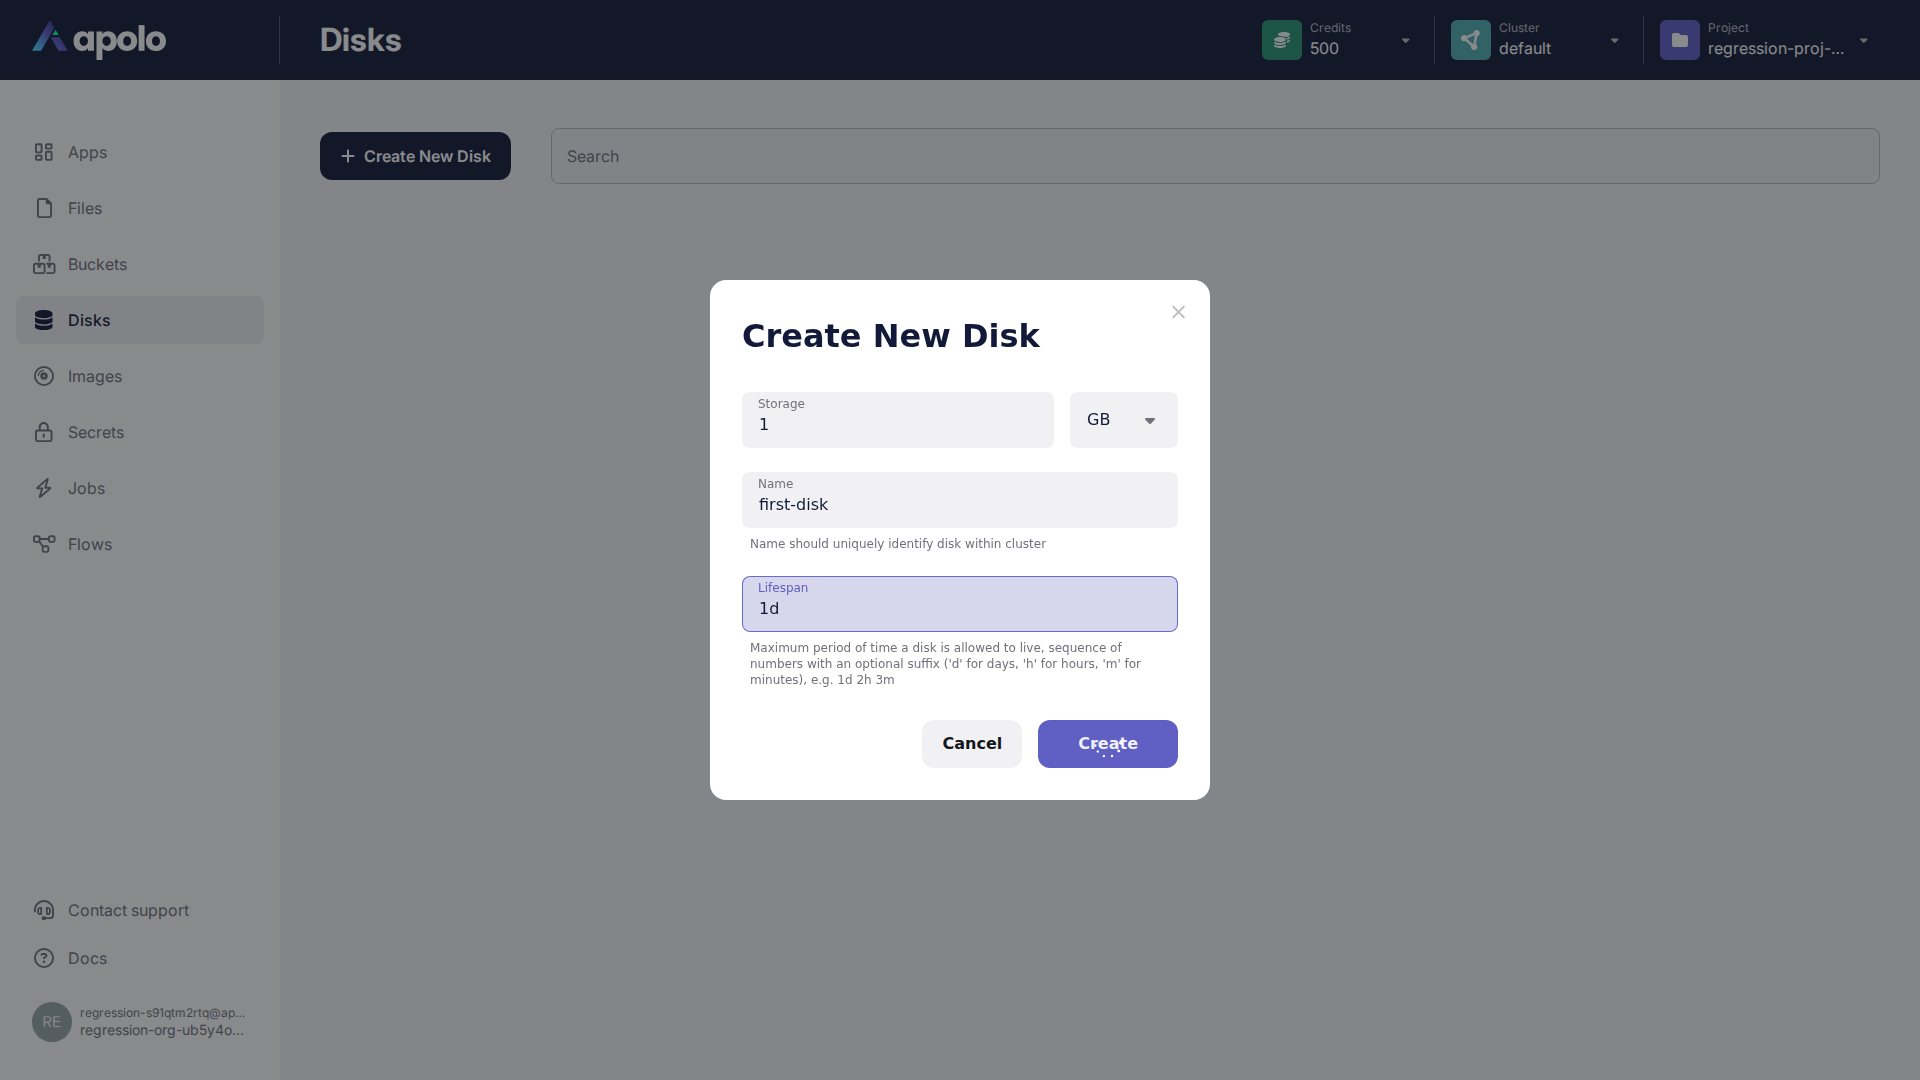 apolo
Disks
Credits
500
Cluster
default
Project
regression-proj-...
Apps
Files
Buckets
Disks
Images
Secrets
Jobs
Flows
Contact support
Docs
RE
regression-s91qtm2rtq@ap...
regression-org-ub5y4o...
Create New Disk
Search
Create New Disk
Storage
1
GB
Name
first-disk
Name should uniquely identify disk within cluster
Lifespan
1d
Maximum period of time a disk is allowed to live, sequence of
numbers with an optional suffix ('d' for days, 'h' for hours, 'm' for
minutes), e.g. 1d 2h 3m
Cancel
Create